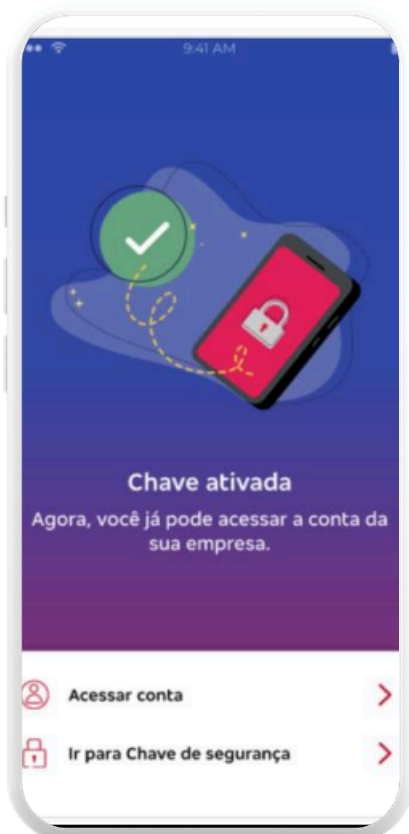 9:41 AM
Chave ativada
Agora, você já pode acessar a conta da
sua empresa.
Acessar conta
Ir para Chave de segurança